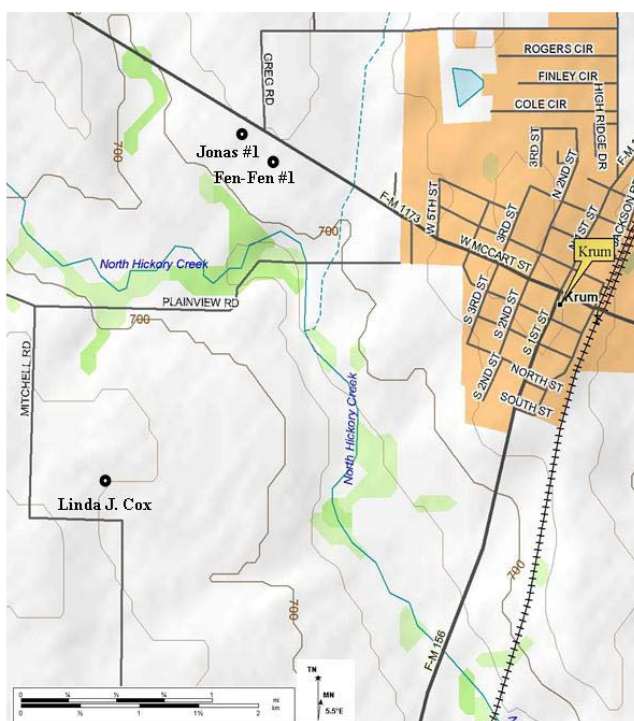 ROGERS CIR
FINLEY CIR
COLE CIR
HIGH RIDGE DR
GREG RD
Jonas #1
Fen-Fen #1
700
700
3RD ST
N 2ND ST
N 1ST ST
JACKSON RD
F-M 1173
W 5TH ST
3RD ST
W MCCART ST
Krum
Krum
North Hickory Creek
PLAINVIEW RD
700
S 3RD ST
S 2ND ST
S 1ST ST
NORTH ST
SOUTH ST
S 2ND ST
MITCHELL RD
North Hickory Creek
Linda J. Cox
700
700
F-M 156
TN
MN
5.5°E
0
¼
½
¾
1
mi
0
½
1
1½
2
km